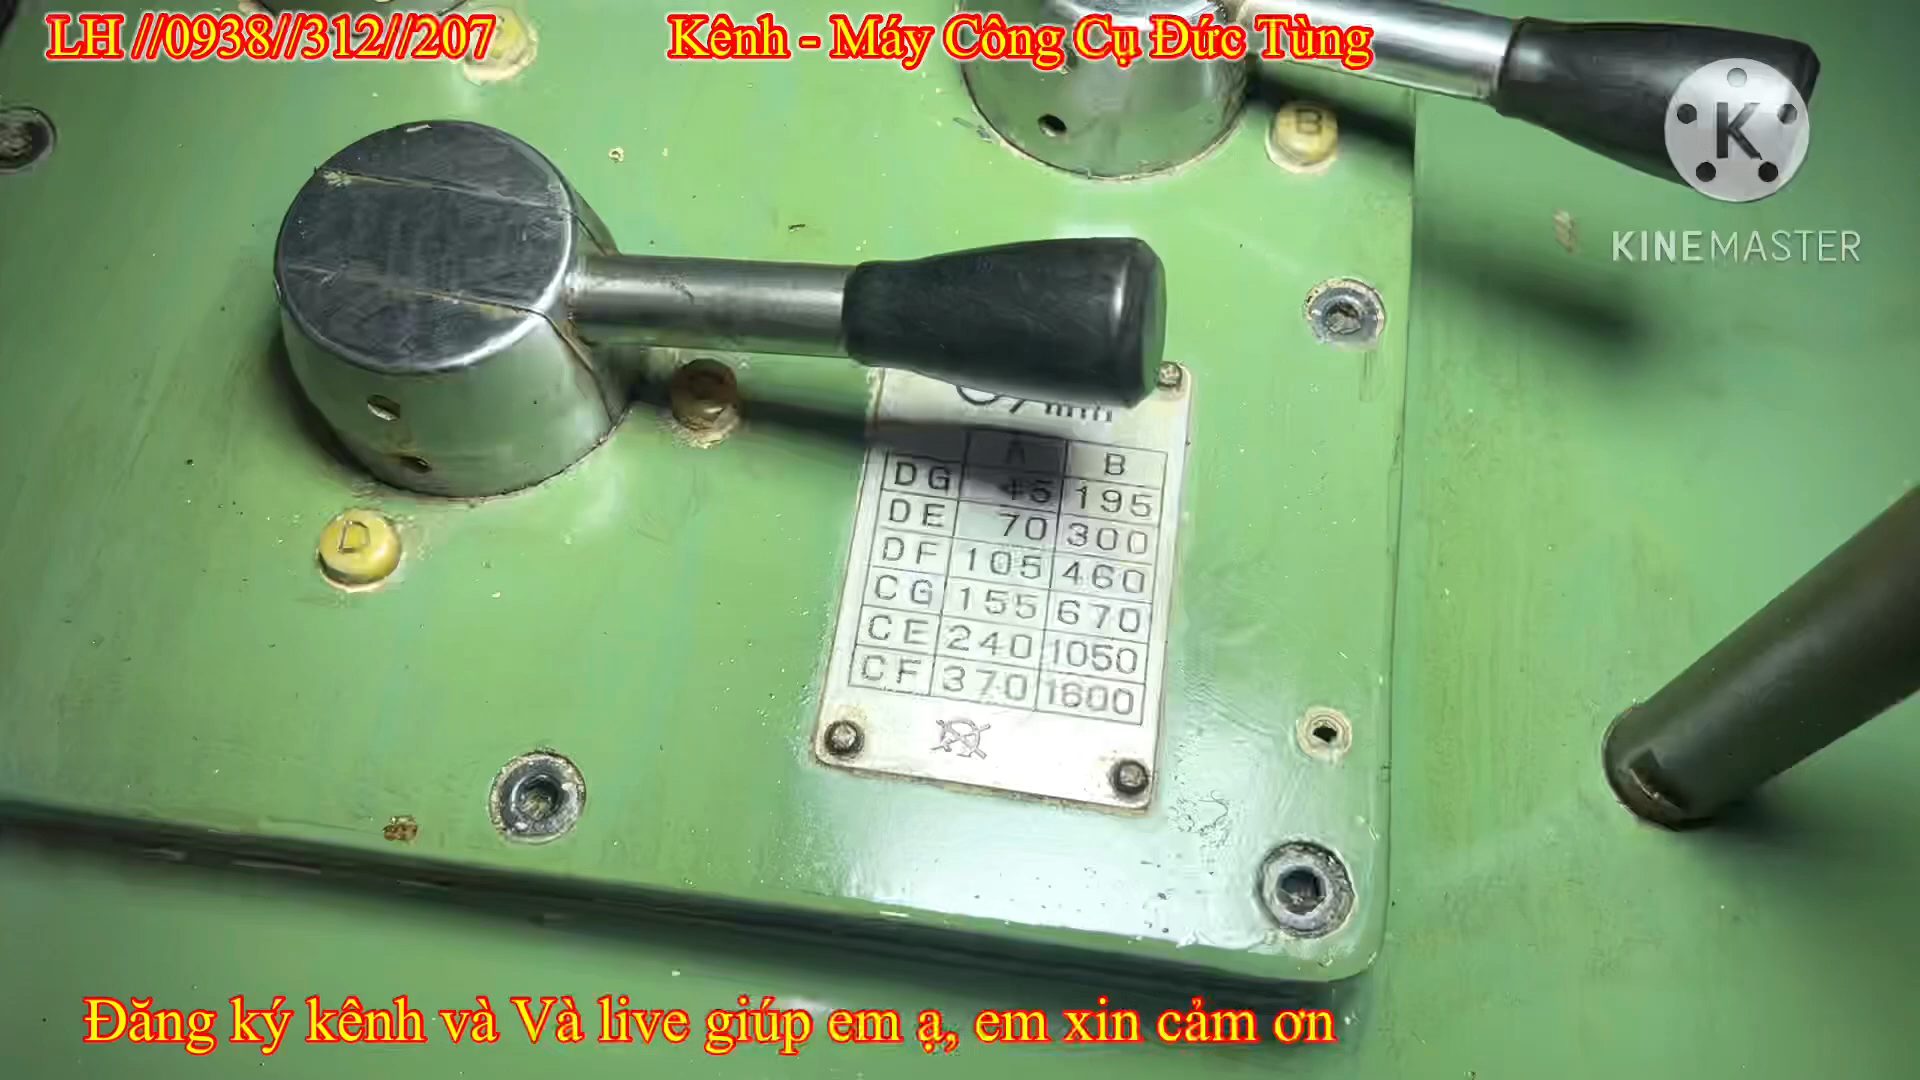 LH //0938//312//207
Kênh - Máy Công Cụ Đức Tùng
B
K
KINEMASTER
/min
A B
DG 45 195
D
DE 70 300
DF 105 460
CG 155 670
CE 240 1050
CF 370 1600
Đăng ký kênh và Và live giúp em ạ, em xin cảm ơn